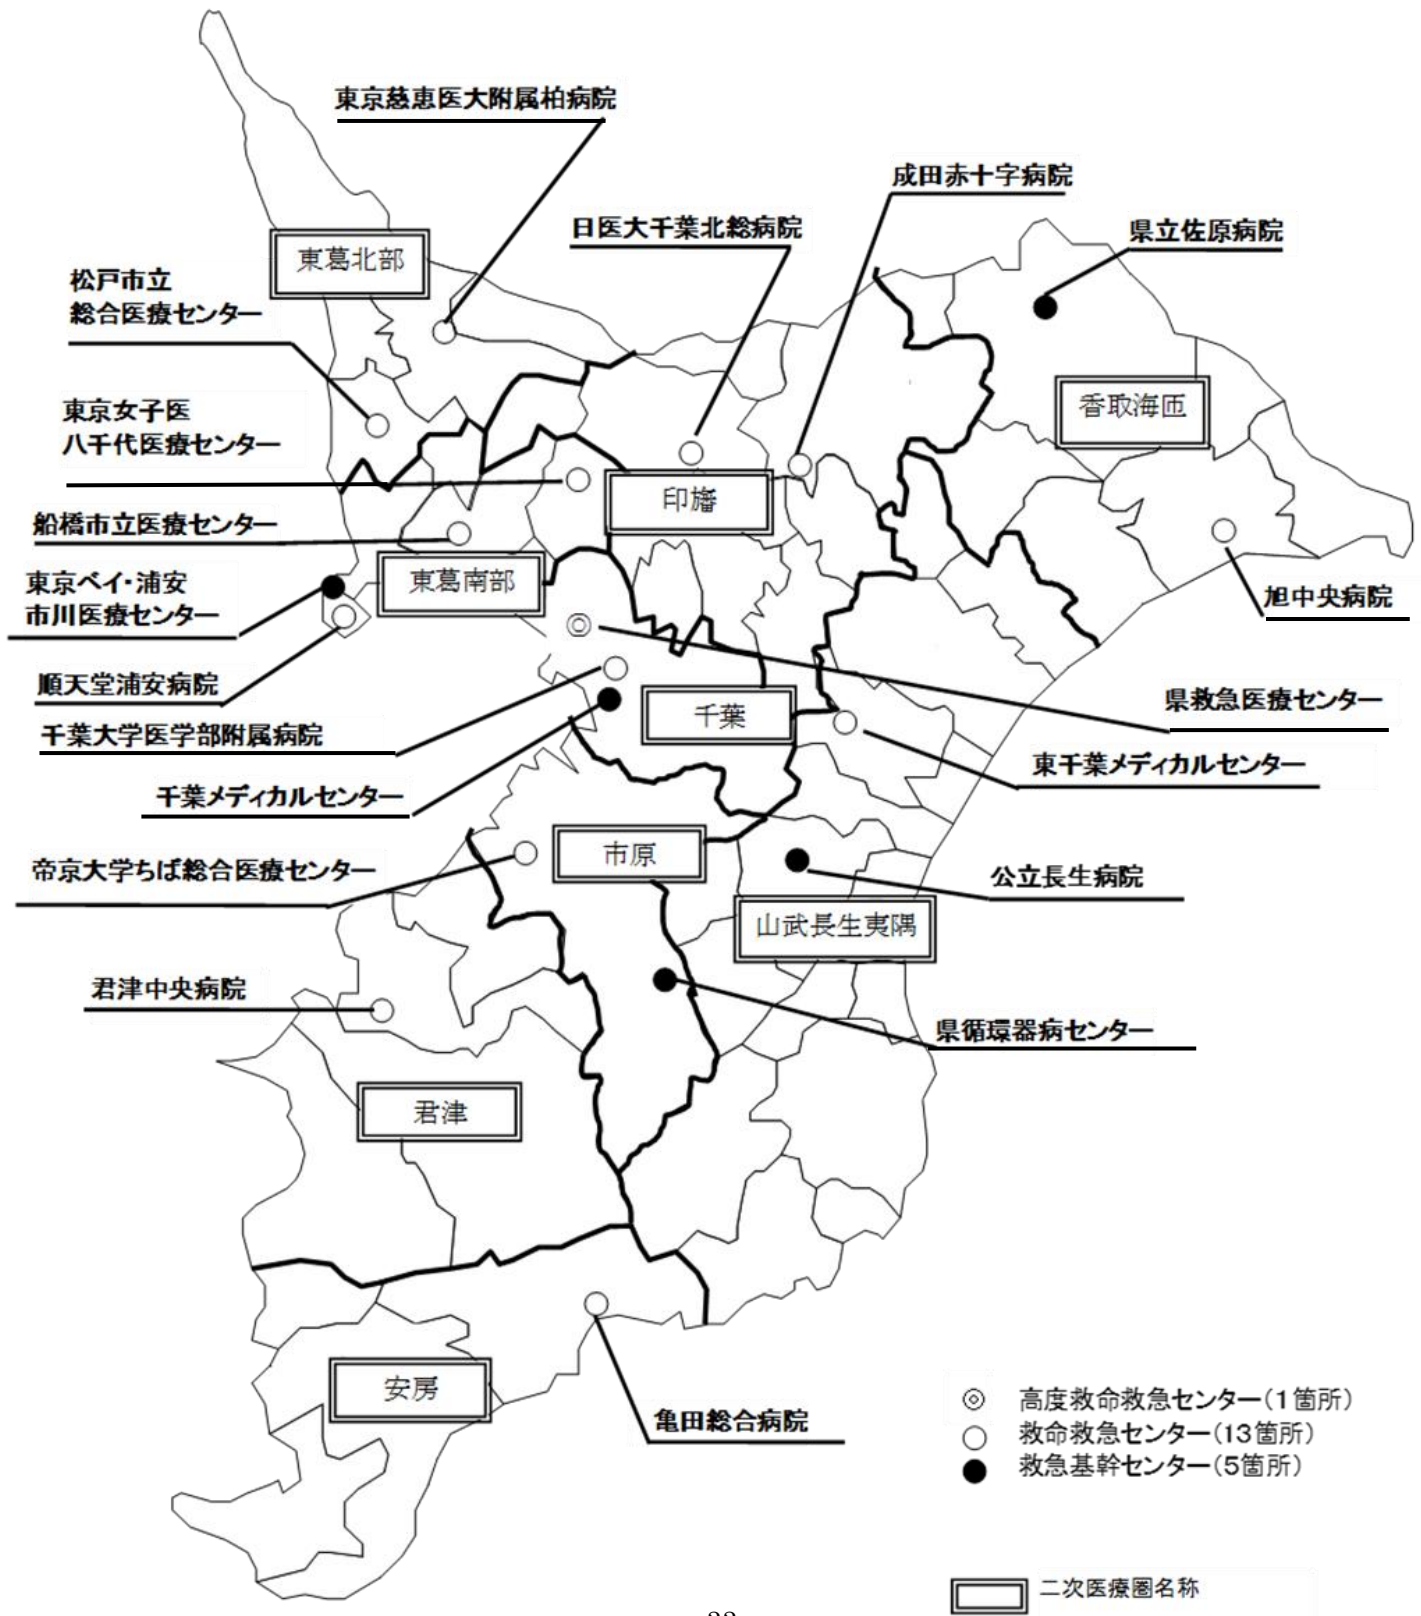 東京慈恵医大附属柏病院
成田赤十字病院
日医大千葉北総病院
県立佐原病院
東葛北部
松戸市立
総合医療センター
香取海匝
東京女子医
八千代医療センター
印旛
船橋市立医療センター
東葛南部
東京ベイ・浦安
市川医療センター
旭中央病院
順天堂浦安病院
県救急医療センター
千葉
千葉大学医学部附属病院
東千葉メディカルセンター
千葉メディカルセンター
市原
帝京大学ちば総合医療センター
公立長生病院
山武長生夷隅
君津中央病院
県循環器病センター
君津
安房
亀田総合病院
高度救命救急センター(1箇所)
救命救急センター(13箇所)
救急基幹センター(5箇所)
二次医療圏名称